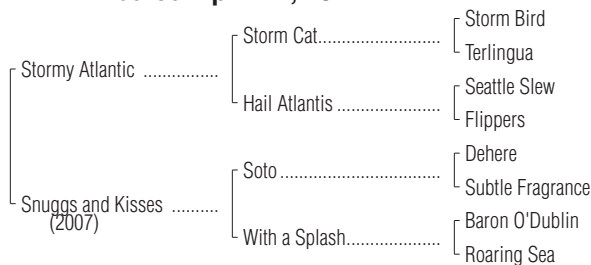 Storm Bird
Storm Cat........................
Terlingua
Stormy Atlantic ...............
Seattle Slew
Hail Atlantis .....................
Flippers
Dehere
Soto................................
Subtle Fragrance
Snuggs and Kisses ..........
(2007)
Baron O'Dublin
With a Splash...................
Roaring Sea